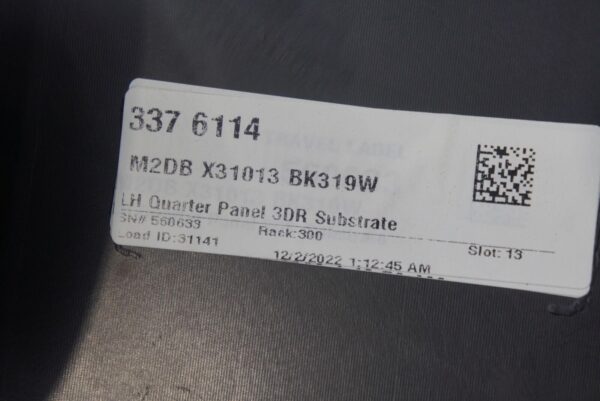 337 6114
M2DB X31013 BK319W
LH Quarter Panel 3DR Substrate
SN# 560633 Rack:300 Slot: 13
Load ID:31141
12/2/2022 1:12:45 AM